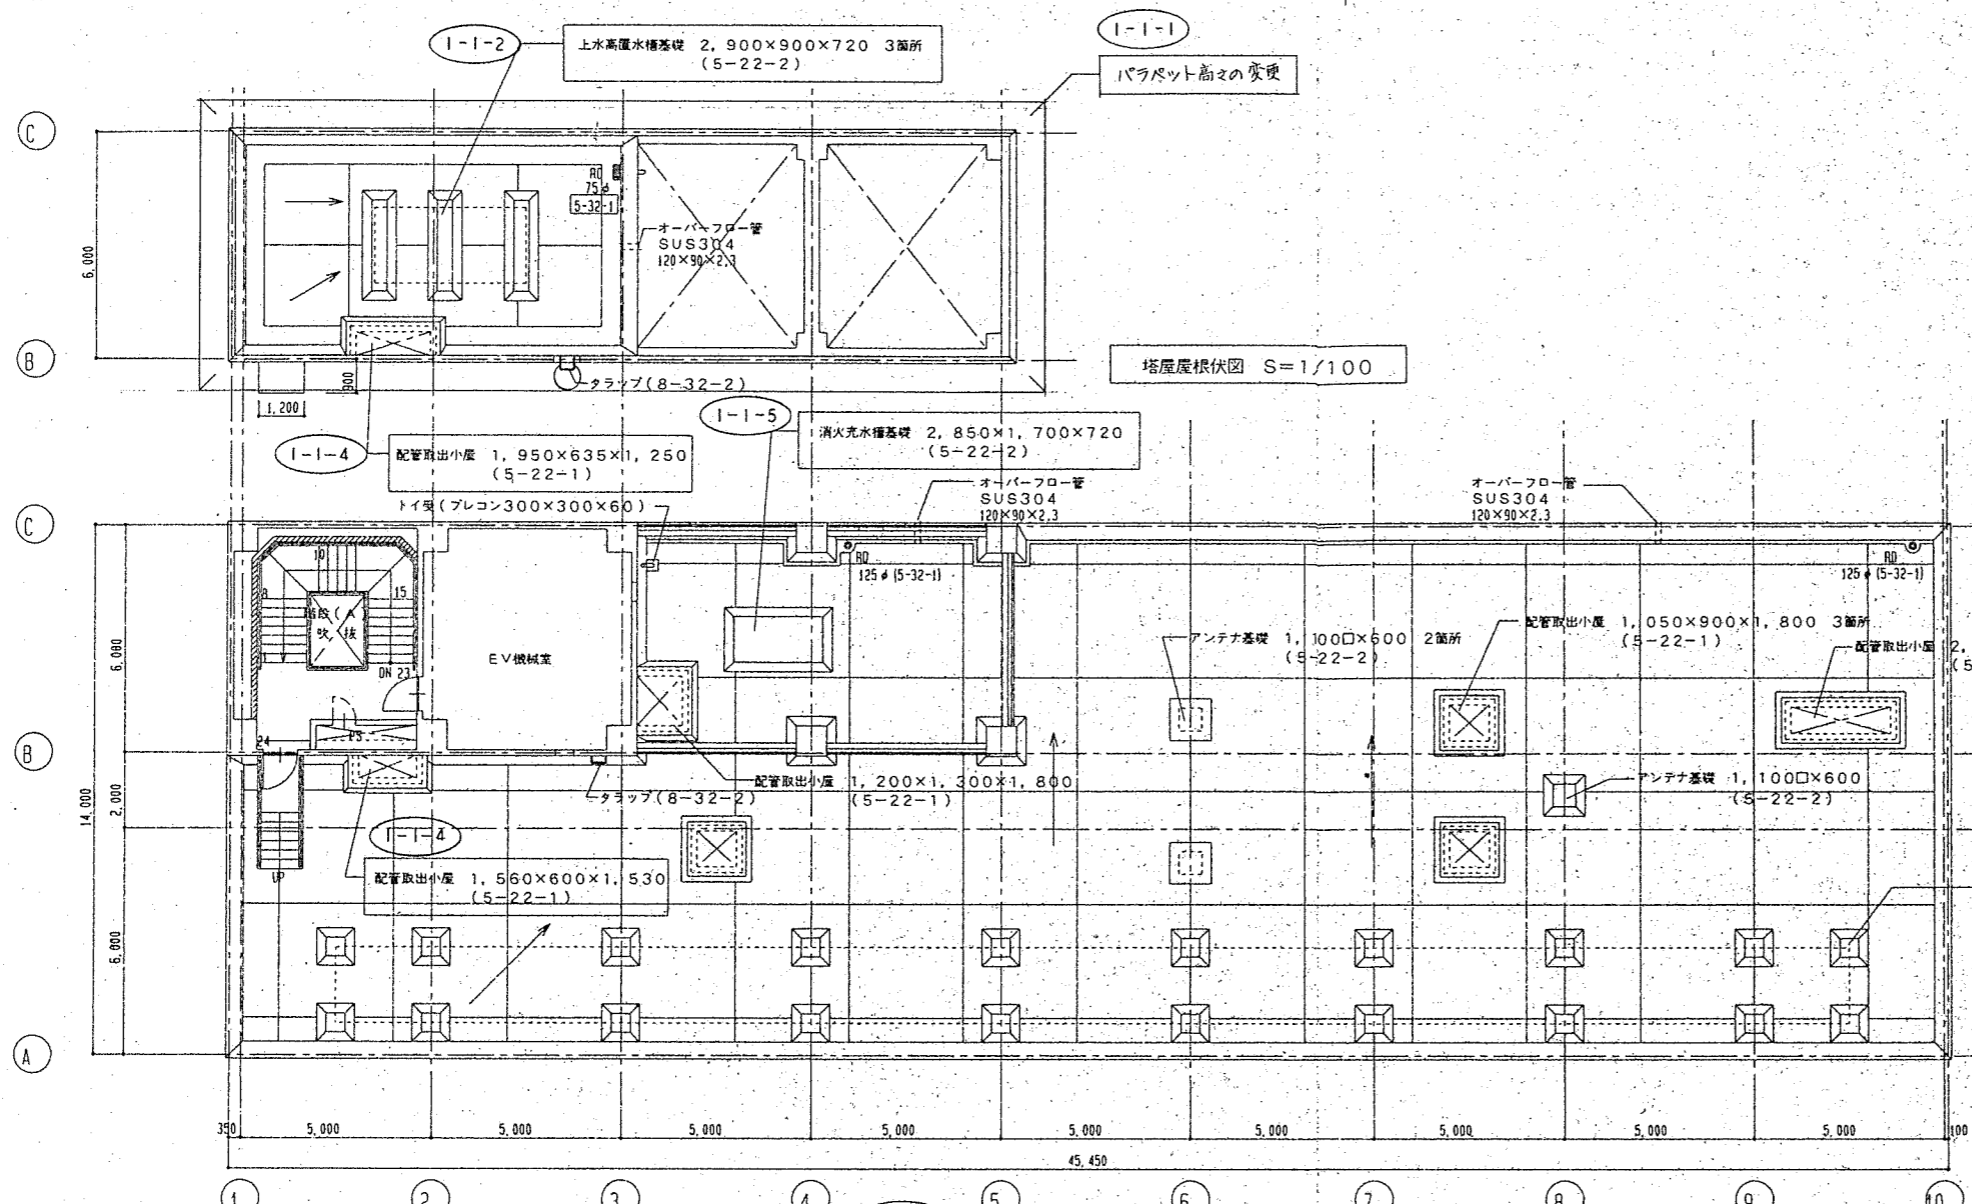 1-1-2
上水高置水槽基礎 2,900×900×720 3箇所
(5-22-2)
1-1-1
パラペット高さの変更
C
6,000
B
RD
75φ
5-32-1
オーバーフロー管
SUS304
120×90×2.3
900
1,200
タラップ(8-32-2)
塔屋屋根伏図 S=1/100
1-1-4
配管取出小屋 1,950×635×1,250
(5-22-1)
1-1-5
消火充水槽基礎 2,850×1,700×720
(5-22-2)
トイ受(プレコン300×300×60)
オーバーフロー管
SUS304
120×90×2.3
オーバーフロー管
SUS304
120×90×2.3
C
B
A
14,000
6,000
2,000
6,000
10
8
15
1
階段(A)
吹抜
DN 23
24
PS
UP
EV機械室
RD
125φ(5-32-1)
RD
125φ(5-32-1)
アンテナ基礎 1,100□×600 2箇所
(5-22-2)
配管取出小屋 1,050×900×1,800 3箇所
(5-22-1)
配管取出小屋 2,
(5
タラップ(8-32-2)
配管取出小屋 1,200×1,300×1,800
(5-22-1)
アンテナ基礎 1,100□×600
(5-22-2)
1-1-4
配管取出小屋 1,560×600×1,530
(5-22-1)
350 5,000 5,000 5,000 5,000 5,000 5,000 5,000 5,000 5,000 100
45,450
1 2 3 4 5 6 7 8 9 10